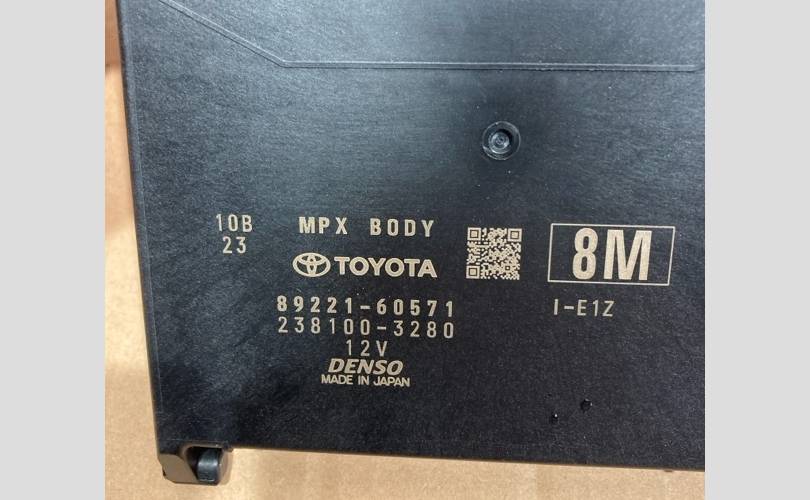 10B
23
MPX BODY
TOYOTA
89221-60571
238100-3280
12V
DENSO
MADE IN JAPAN
8M
I-E1Z